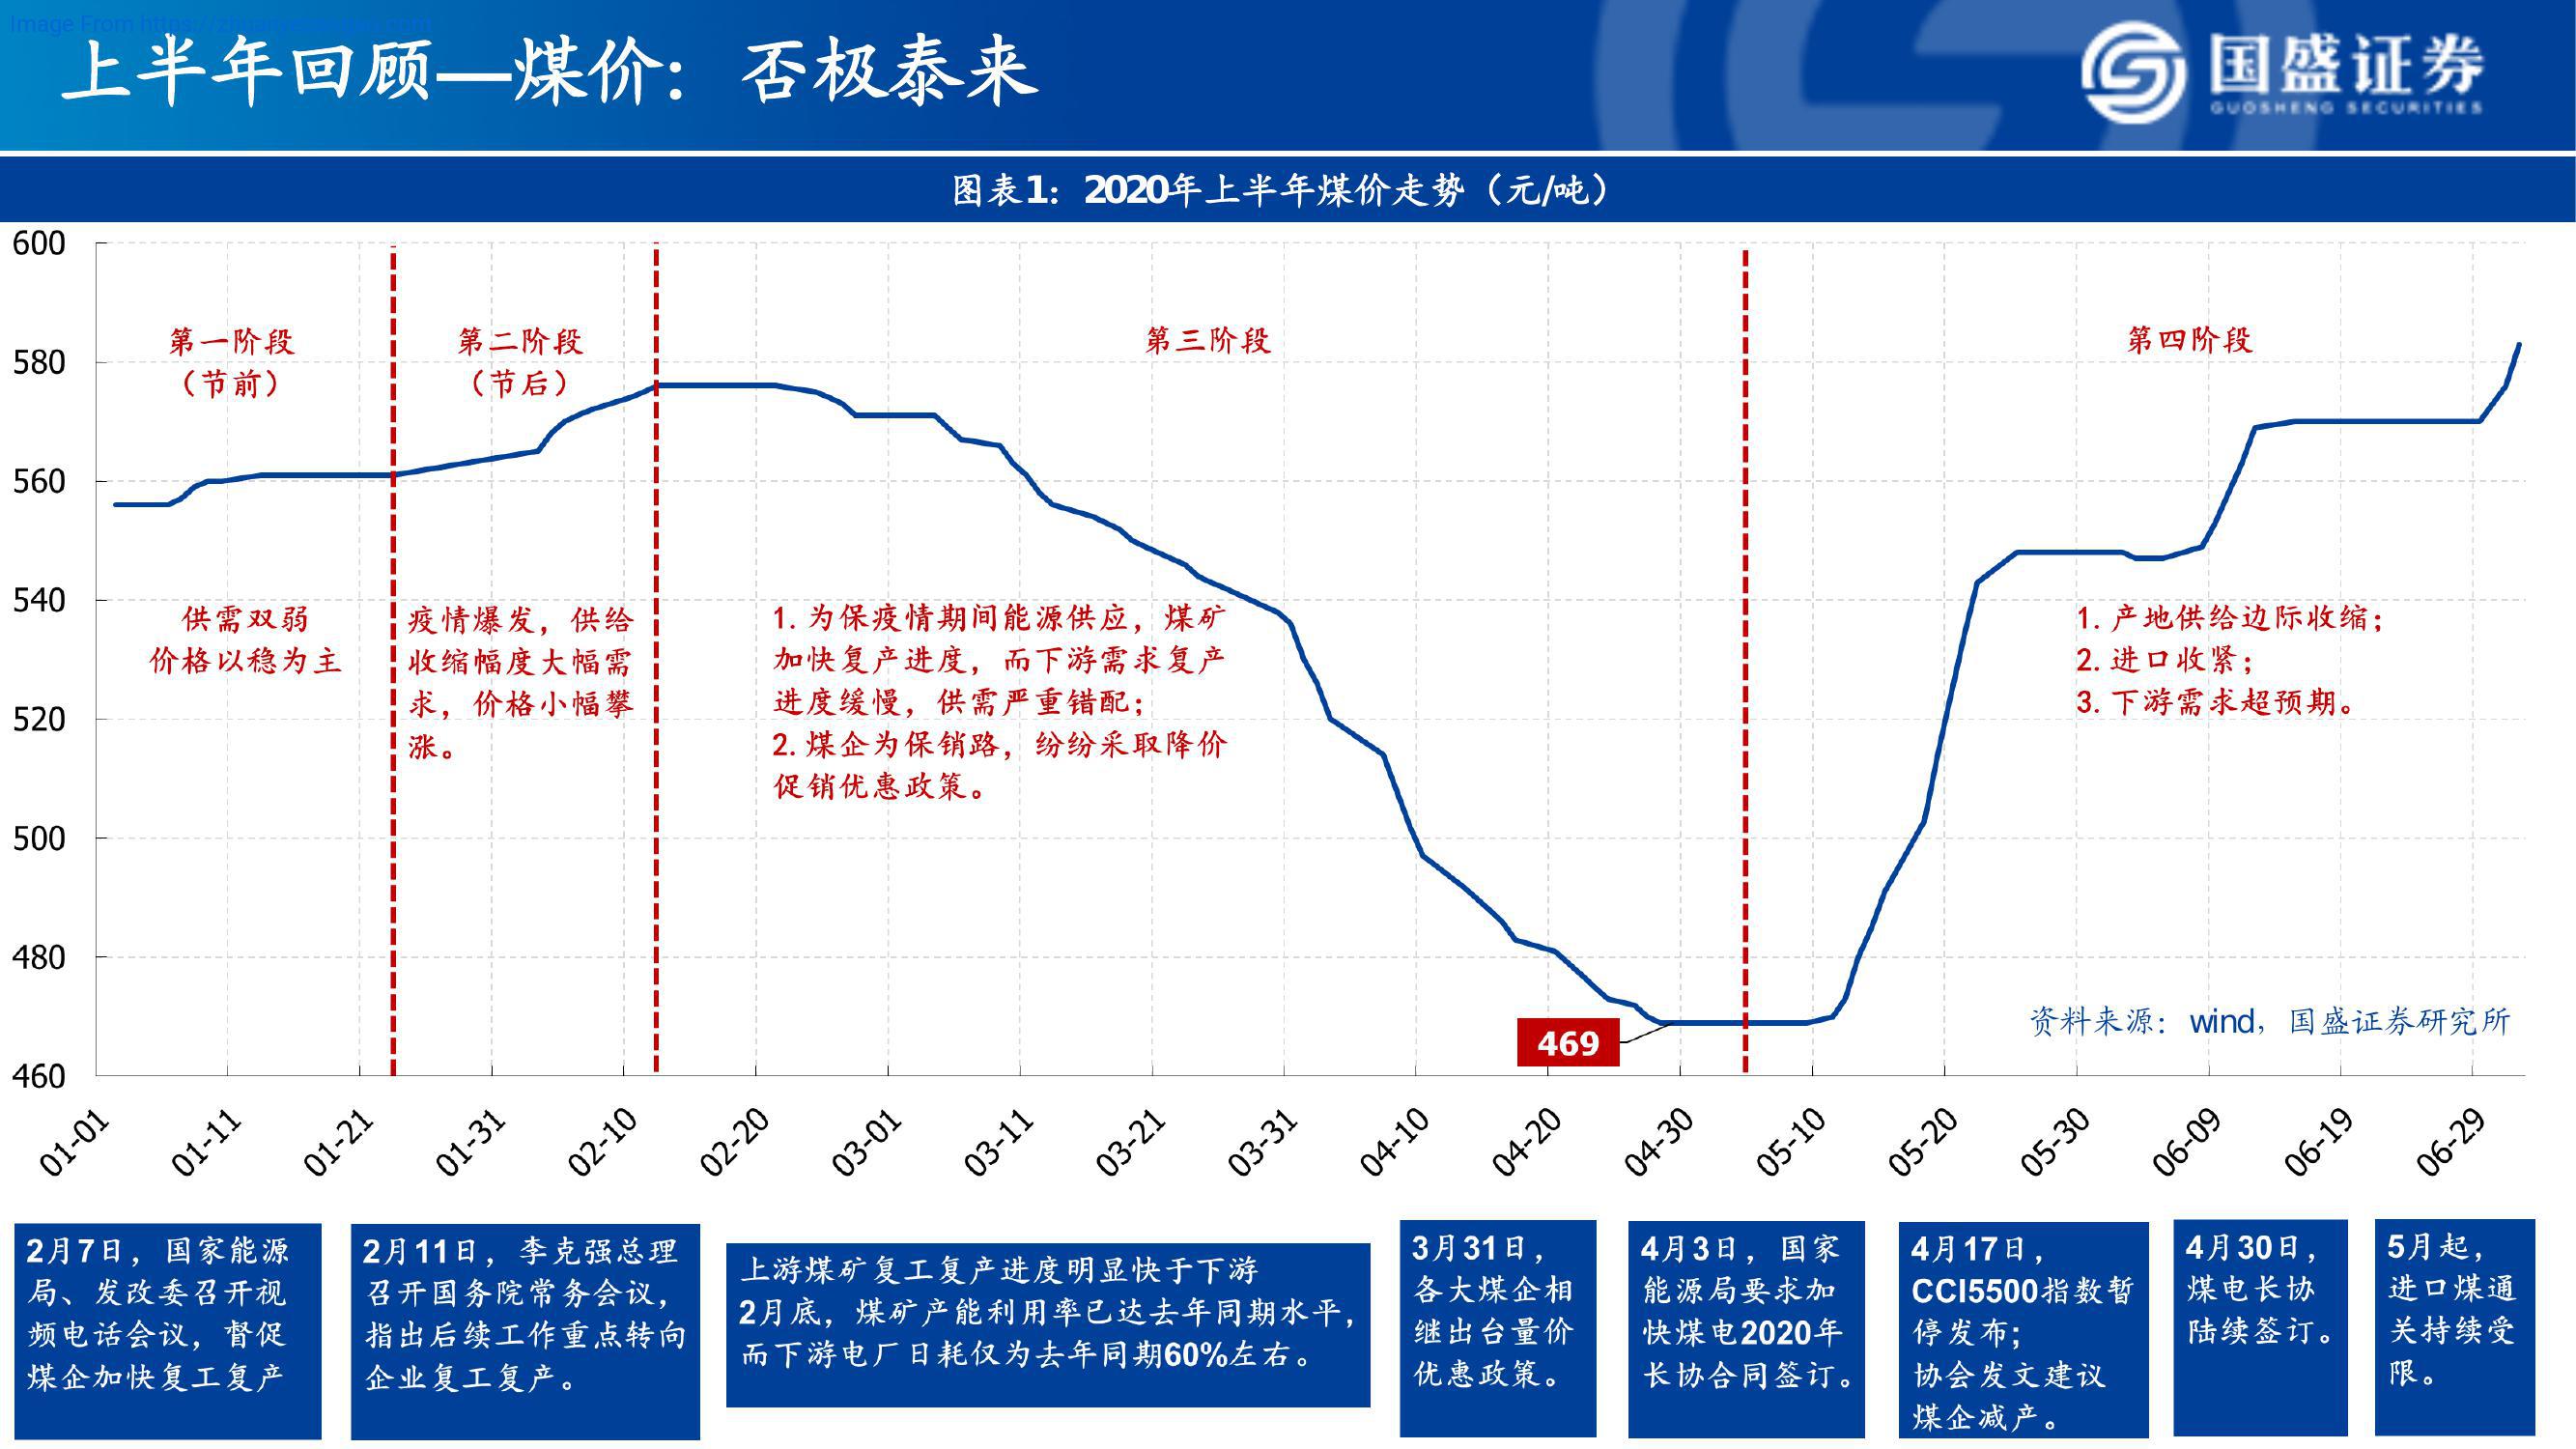 上半年回顾—煤价：否极泰来
国盛证券
GUOSHENG SECURITIES
图表1：2020年上半年煤价走势（元/吨）
600
580
560
540
520
500
480
460
第一阶段
（节前）
第二阶段
（节后）
第三阶段
第四阶段
供需双弱
价格以稳为主
疫情爆发，供给
收缩幅度大幅需
求，价格小幅攀
涨。
1. 为保疫情期间能源供应，煤矿
加快复产进度，而下游需求复产
进度缓慢，供需严重错配；
2. 煤企为保销路，纷纷采取降价
促销优惠政策。
1. 产地供给边际收缩；
2. 进口收紧；
3. 下游需求超预期。
469
资料来源：wind，国盛证券研究所
01-01
01-11
01-21
01-31
02-10
02-20
03-01
03-11
03-21
03-31
04-10
04-20
04-30
05-10
05-20
05-30
06-09
06-19
06-29
2月7日，国家能源
局、发改委召开视
频电话会议，督促
煤企加快复工复产
2月11日，李克强总理
召开国务院常务会议，
指出后续工作重点转向
企业复工复产。
上游煤矿复工复产进度明显快于下游
2月底，煤矿产能利用率已达去年同期水平，
而下游电厂日耗仅为去年同期60%左右。
3月31日，
各大煤企相
继出台量价
优惠政策。
4月3日，国家
能源局要求加
快煤电2020年
长协合同签订。
4月17日，
CCI5500指数暂
停发布；
协会发文建议
煤企减产。
4月30日，
煤电长协
陆续签订。
5月起，
进口煤通
关持续受
限。